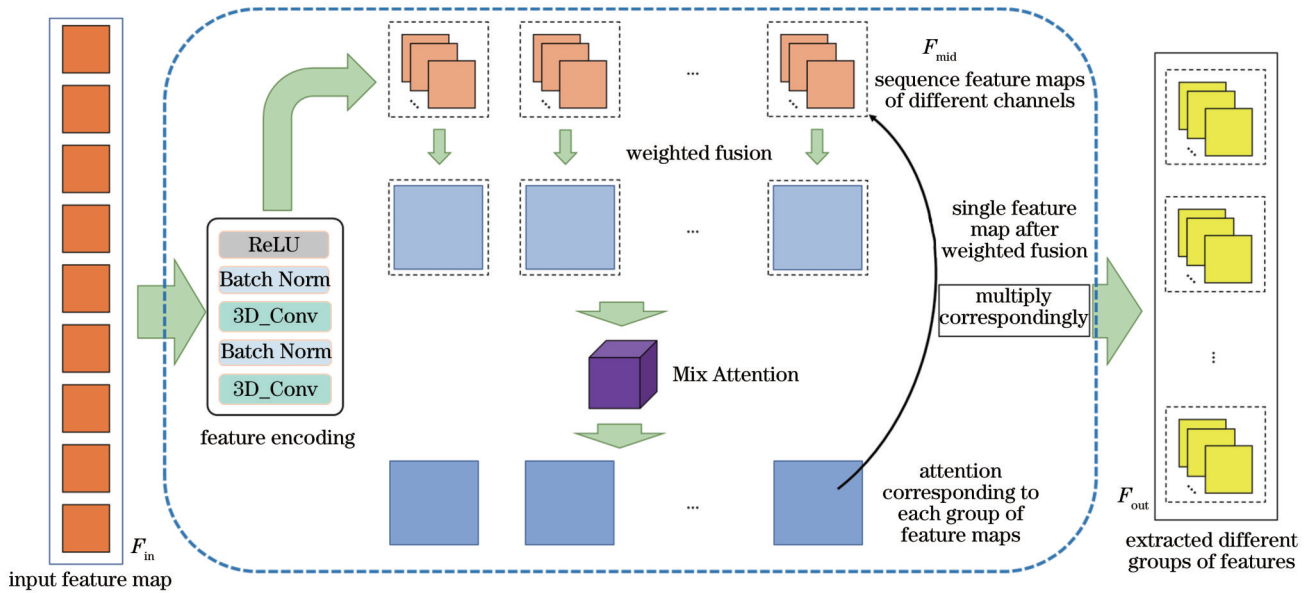 F_in
input feature map
ReLU
Batch Norm
3D_Conv
Batch Norm
3D_Conv
feature encoding
...
...
...
...
F_mid
sequence feature maps
of different channels
weighted fusion
...
single feature
map after
weighted fusion
multiply
correspondingly
Mix Attention
...
attention
corresponding to
each group of
feature maps
...
...
...
...
F_out
extracted different
groups of features